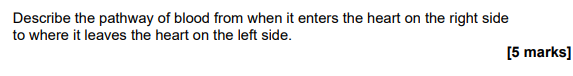 Describe the pathway of blood from when it enters the heart on the right side
to where it leaves the heart on the left side.
[5 marks]